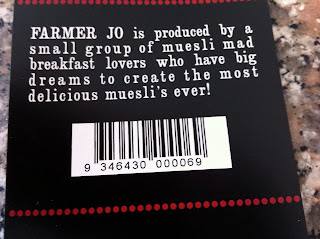 FARMER JO is produced by a
small group of muesli mad
breakfast lovers who have big
dreams to create the most
delicious muesli's ever!
9 346430 000069